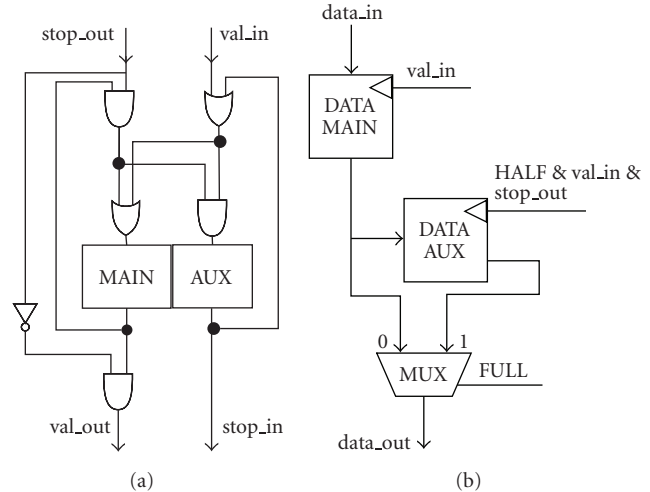 stop_out
val_in
MAIN
AUX
val_out
stop_in
(a)
data_in
val_in
DATA
MAIN
HALF & val_in &
stop_out
DATA
AUX
0
1
MUX
FULL
data_out
(b)